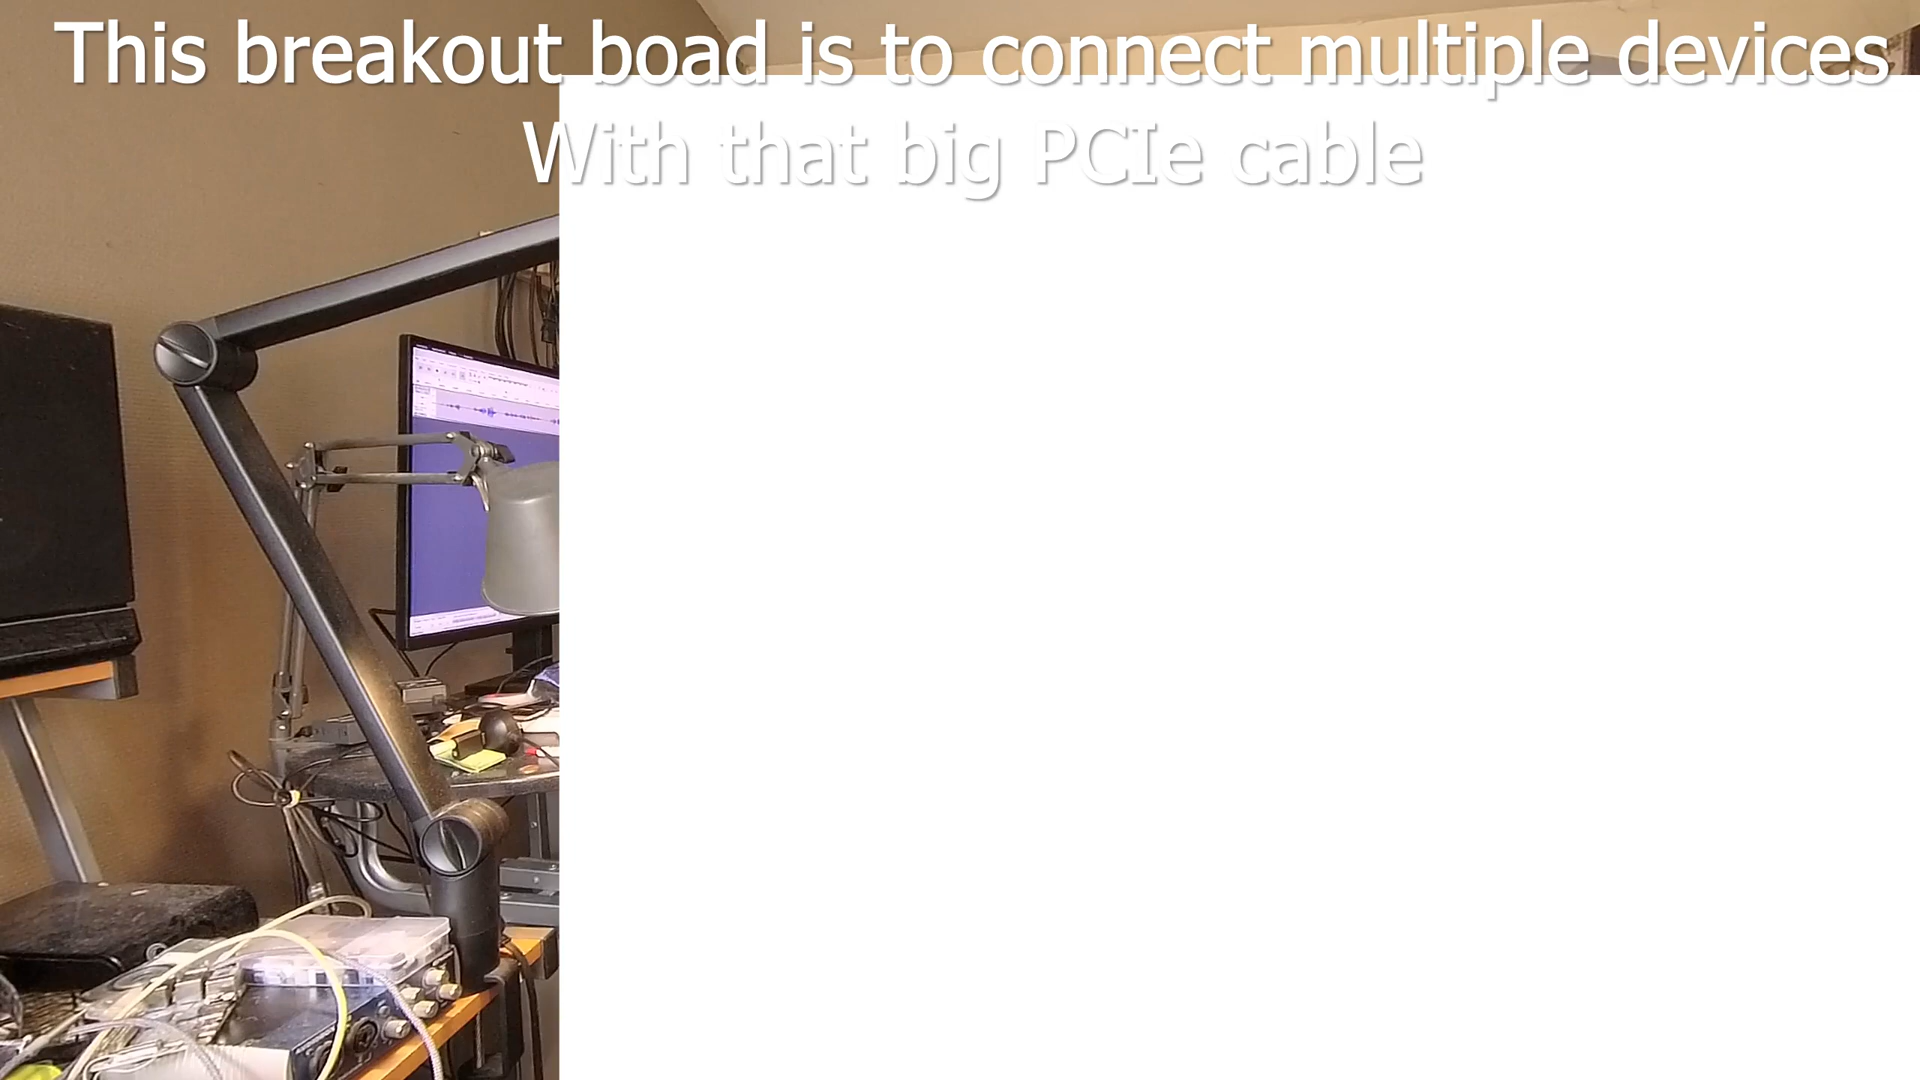 This breakout boad is to connect multiple devices
With that big PCIe cable